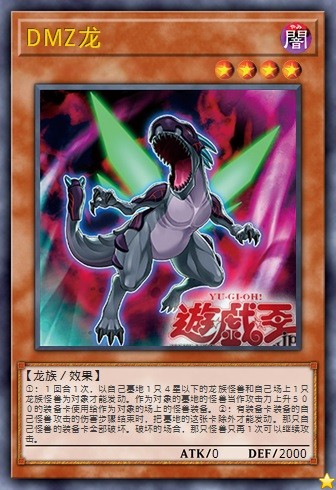 DMZ龙
闇
YU-GI-OH!
遊戯王
【龙族／效果】
①：1回合1次，以自己墓地1只4星以下的龙族怪兽和自己场上1只
龙族怪兽为对象才能发动。作为对象的墓地的怪兽当作攻击力上升５０
０的装备卡使用给作为对象的场上的怪兽装备。②：有装备卡装备的自
己怪兽攻击的伤害步骤结束时，把墓地的这张卡除外才能发动。那只自
己怪兽的装备卡全部破坏。破坏的场合，那只怪兽只再1次可以继续攻
击。
ATK/0 DEF/2000